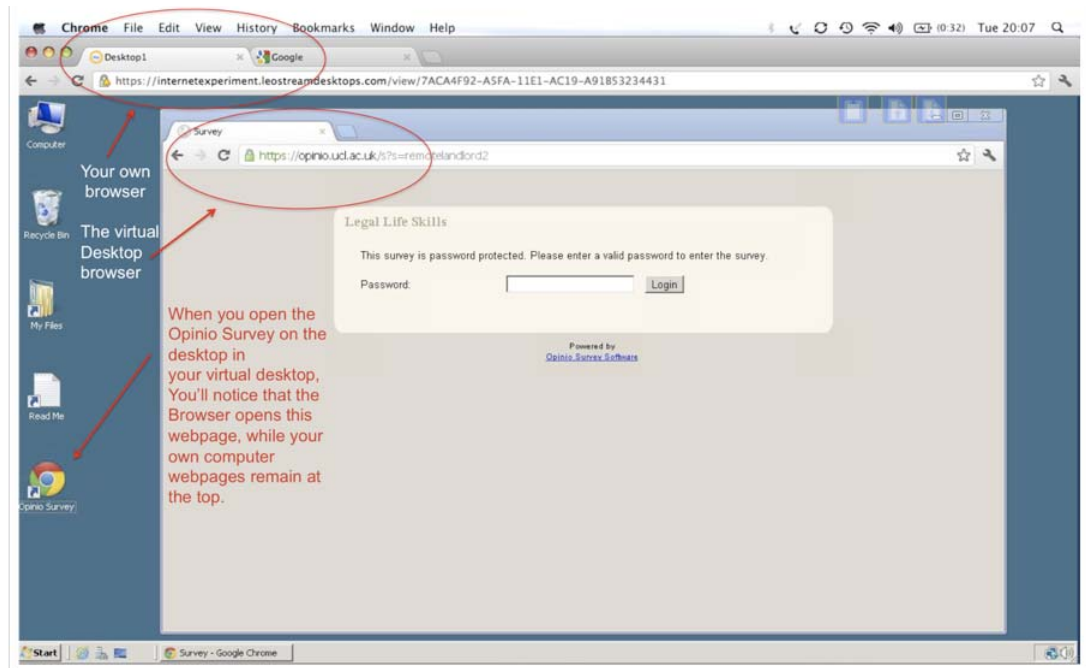 Chrome File Edit View History Bookmarks Window Help (0:32) Tue 20:07
Desktop1 Google
https://internetexperiment.leostreamdesktops.com/view/7ACA4F92-A5FA-11E1-AC19-A91853234431
Computer
Survey
https://opinio.ucl.ac.uk/s?s=remotelandlord2
Your own
browser
Recycle Bin
The virtual
Desktop
browser
Legal Life Skills
This survey is password protected. Please enter a valid password to enter the survey.
Password:
Login
Powered by
Opinio Survey Software
My Files
When you open the
Opinio Survey on the
desktop in
your virtual desktop,
You'll notice that the
Browser opens this
webpage, while your
own computer
webpages remain at
the top.
Read Me
Opinio Survey
Start
Survey - Google Chrome